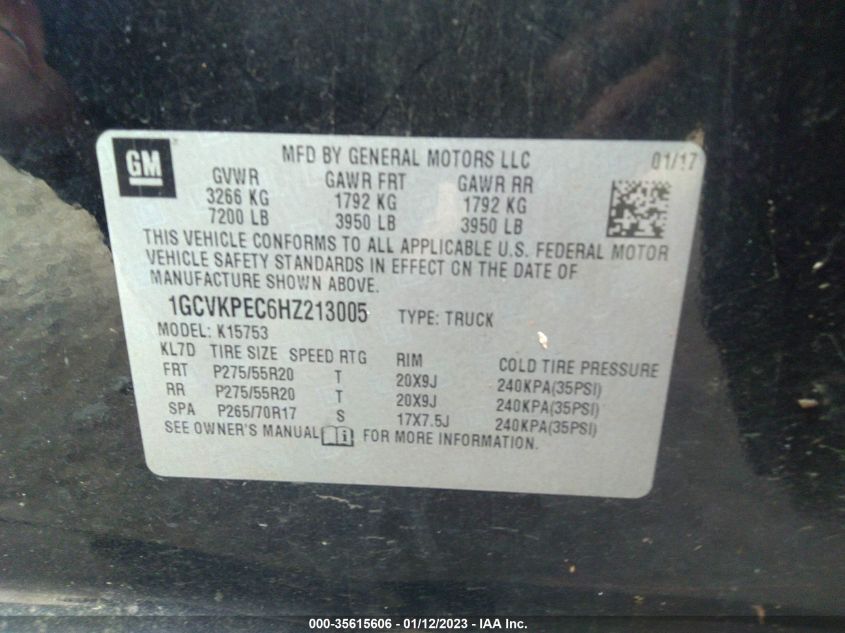 GM
MFD BY GENERAL MOTORS LLC 01/17
GVWR GAWR FRT GAWR RR
3266 KG 1792 KG 1792 KG
7200 LB 3950 LB 3950 LB
THIS VEHICLE CONFORMS TO ALL APPLICABLE U.S. FEDERAL MOTOR
VEHICLE SAFETY STANDARDS IN EFFECT ON THE DATE OF
MANUFACTURE SHOWN ABOVE.
1GCVKPEC6HZ213005 TYPE: TRUCK
MODEL: K15753
KL7D TIRE SIZE SPEED RTG RIM COLD TIRE PRESSURE
FRT P275/55R20 T 20X9J 240KPA(35PSI)
RR P275/55R20 T 20X9J 240KPA(35PSI)
SPA P265/70R17 S 17X7.5J 240KPA(35PSI)
SEE OWNER'S MANUAL i FOR MORE INFORMATION.
000-35615606 - 01/12/2023 - IAA Inc.